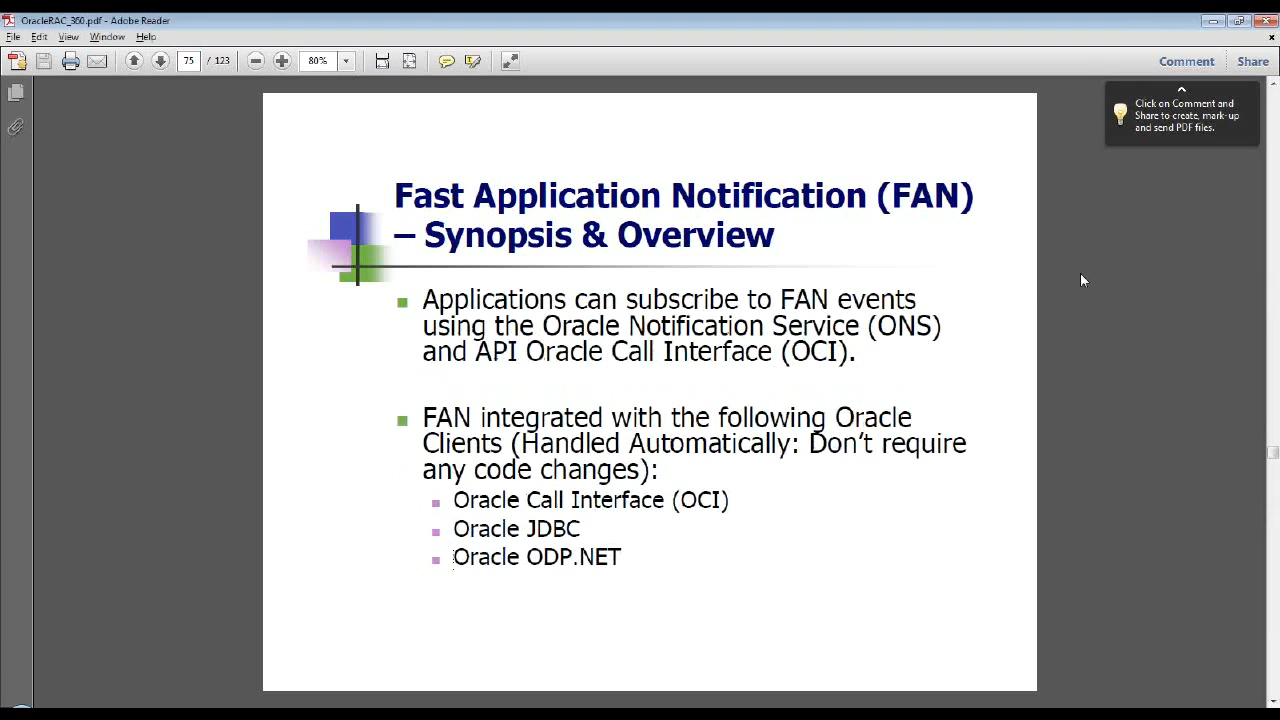 OracleRAC_360.pdf - Adobe Reader
File Edit View Window Help
75 / 123 80% Comment Share
Click on Comment and
Share to create, mark-up
and send PDF files.
Fast Application Notification (FAN)
– Synopsis & Overview
Applications can subscribe to FAN events
using the Oracle Notification Service (ONS)
and API Oracle Call Interface (OCI).
FAN integrated with the following Oracle
Clients (Handled Automatically: Don’t require
any code changes):
Oracle Call Interface (OCI)
Oracle JDBC
Oracle ODP.NET